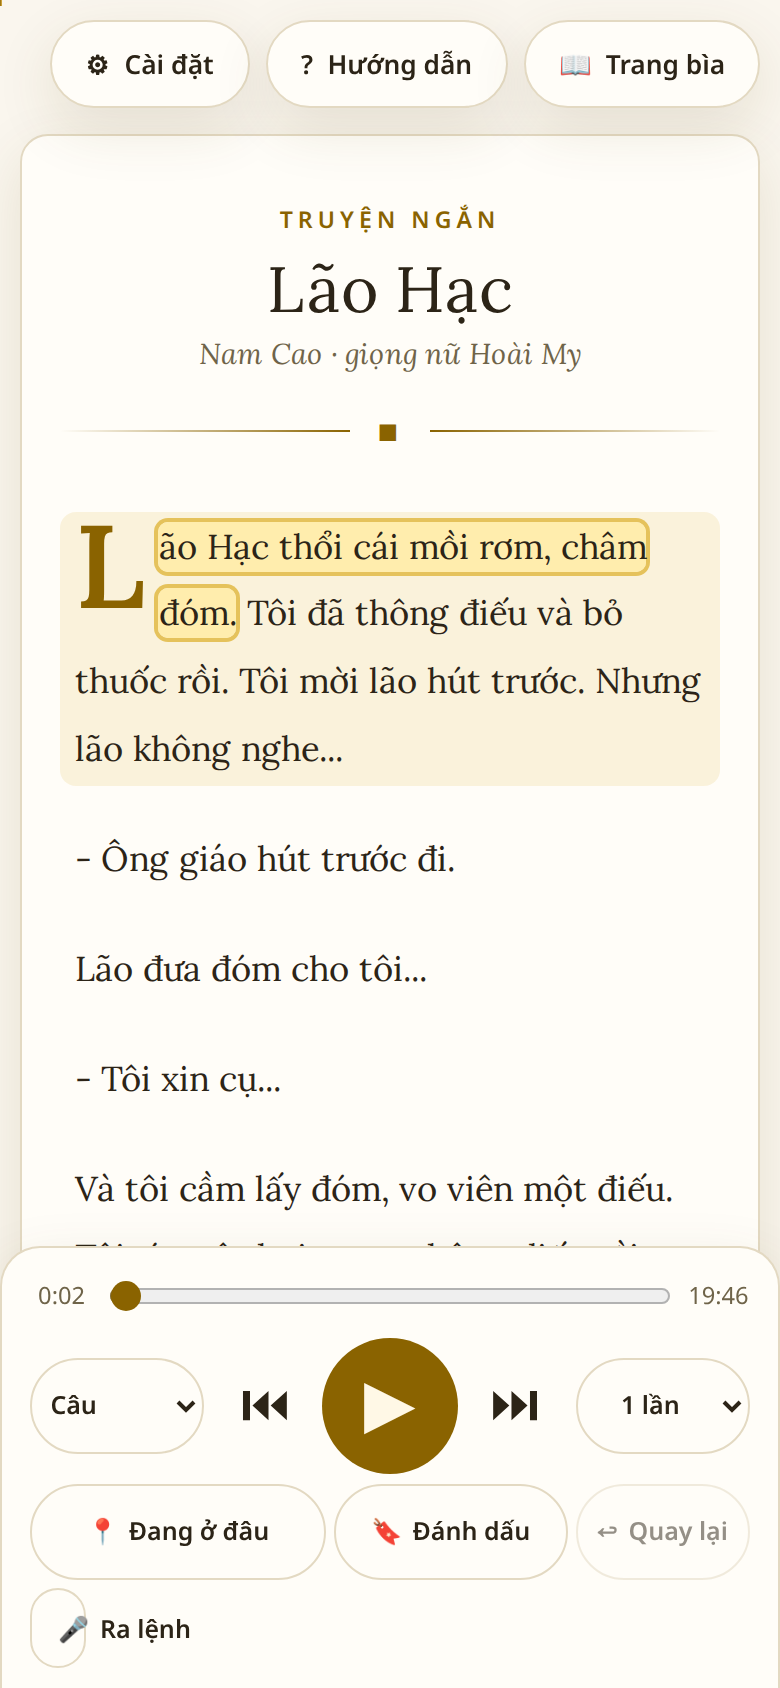 ⚙ Cài đặt
? Hướng dẫn
📖 Trang bìa
TRUYỆN NGẮN
Lão Hạc
Nam Cao · giọng nữ Hoài My
Lão Hạc thổi cái mồi rơm, châm
đóm. Tôi đã thông điếu và bỏ
thuốc rồi. Tôi mời lão hút trước. Nhưng
lão không nghe...
- Ông giáo hút trước đi.
Lão đưa đóm cho tôi...
- Tôi xin cụ...
Và tôi cầm lấy đóm, vo viên một điếu.
0:02
19:46
Câu
1 lần
📍 Đang ở đâu
🔖 Đánh dấu
↩ Quay lại
🎤 Ra lệnh